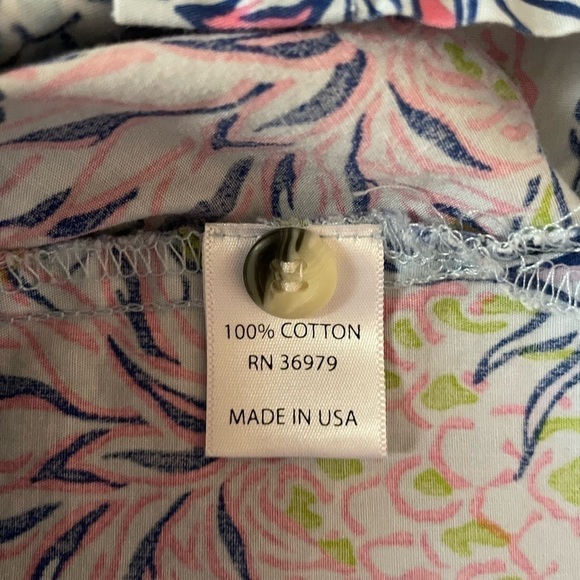 100% COTTON
RN 36979
MADE IN USA